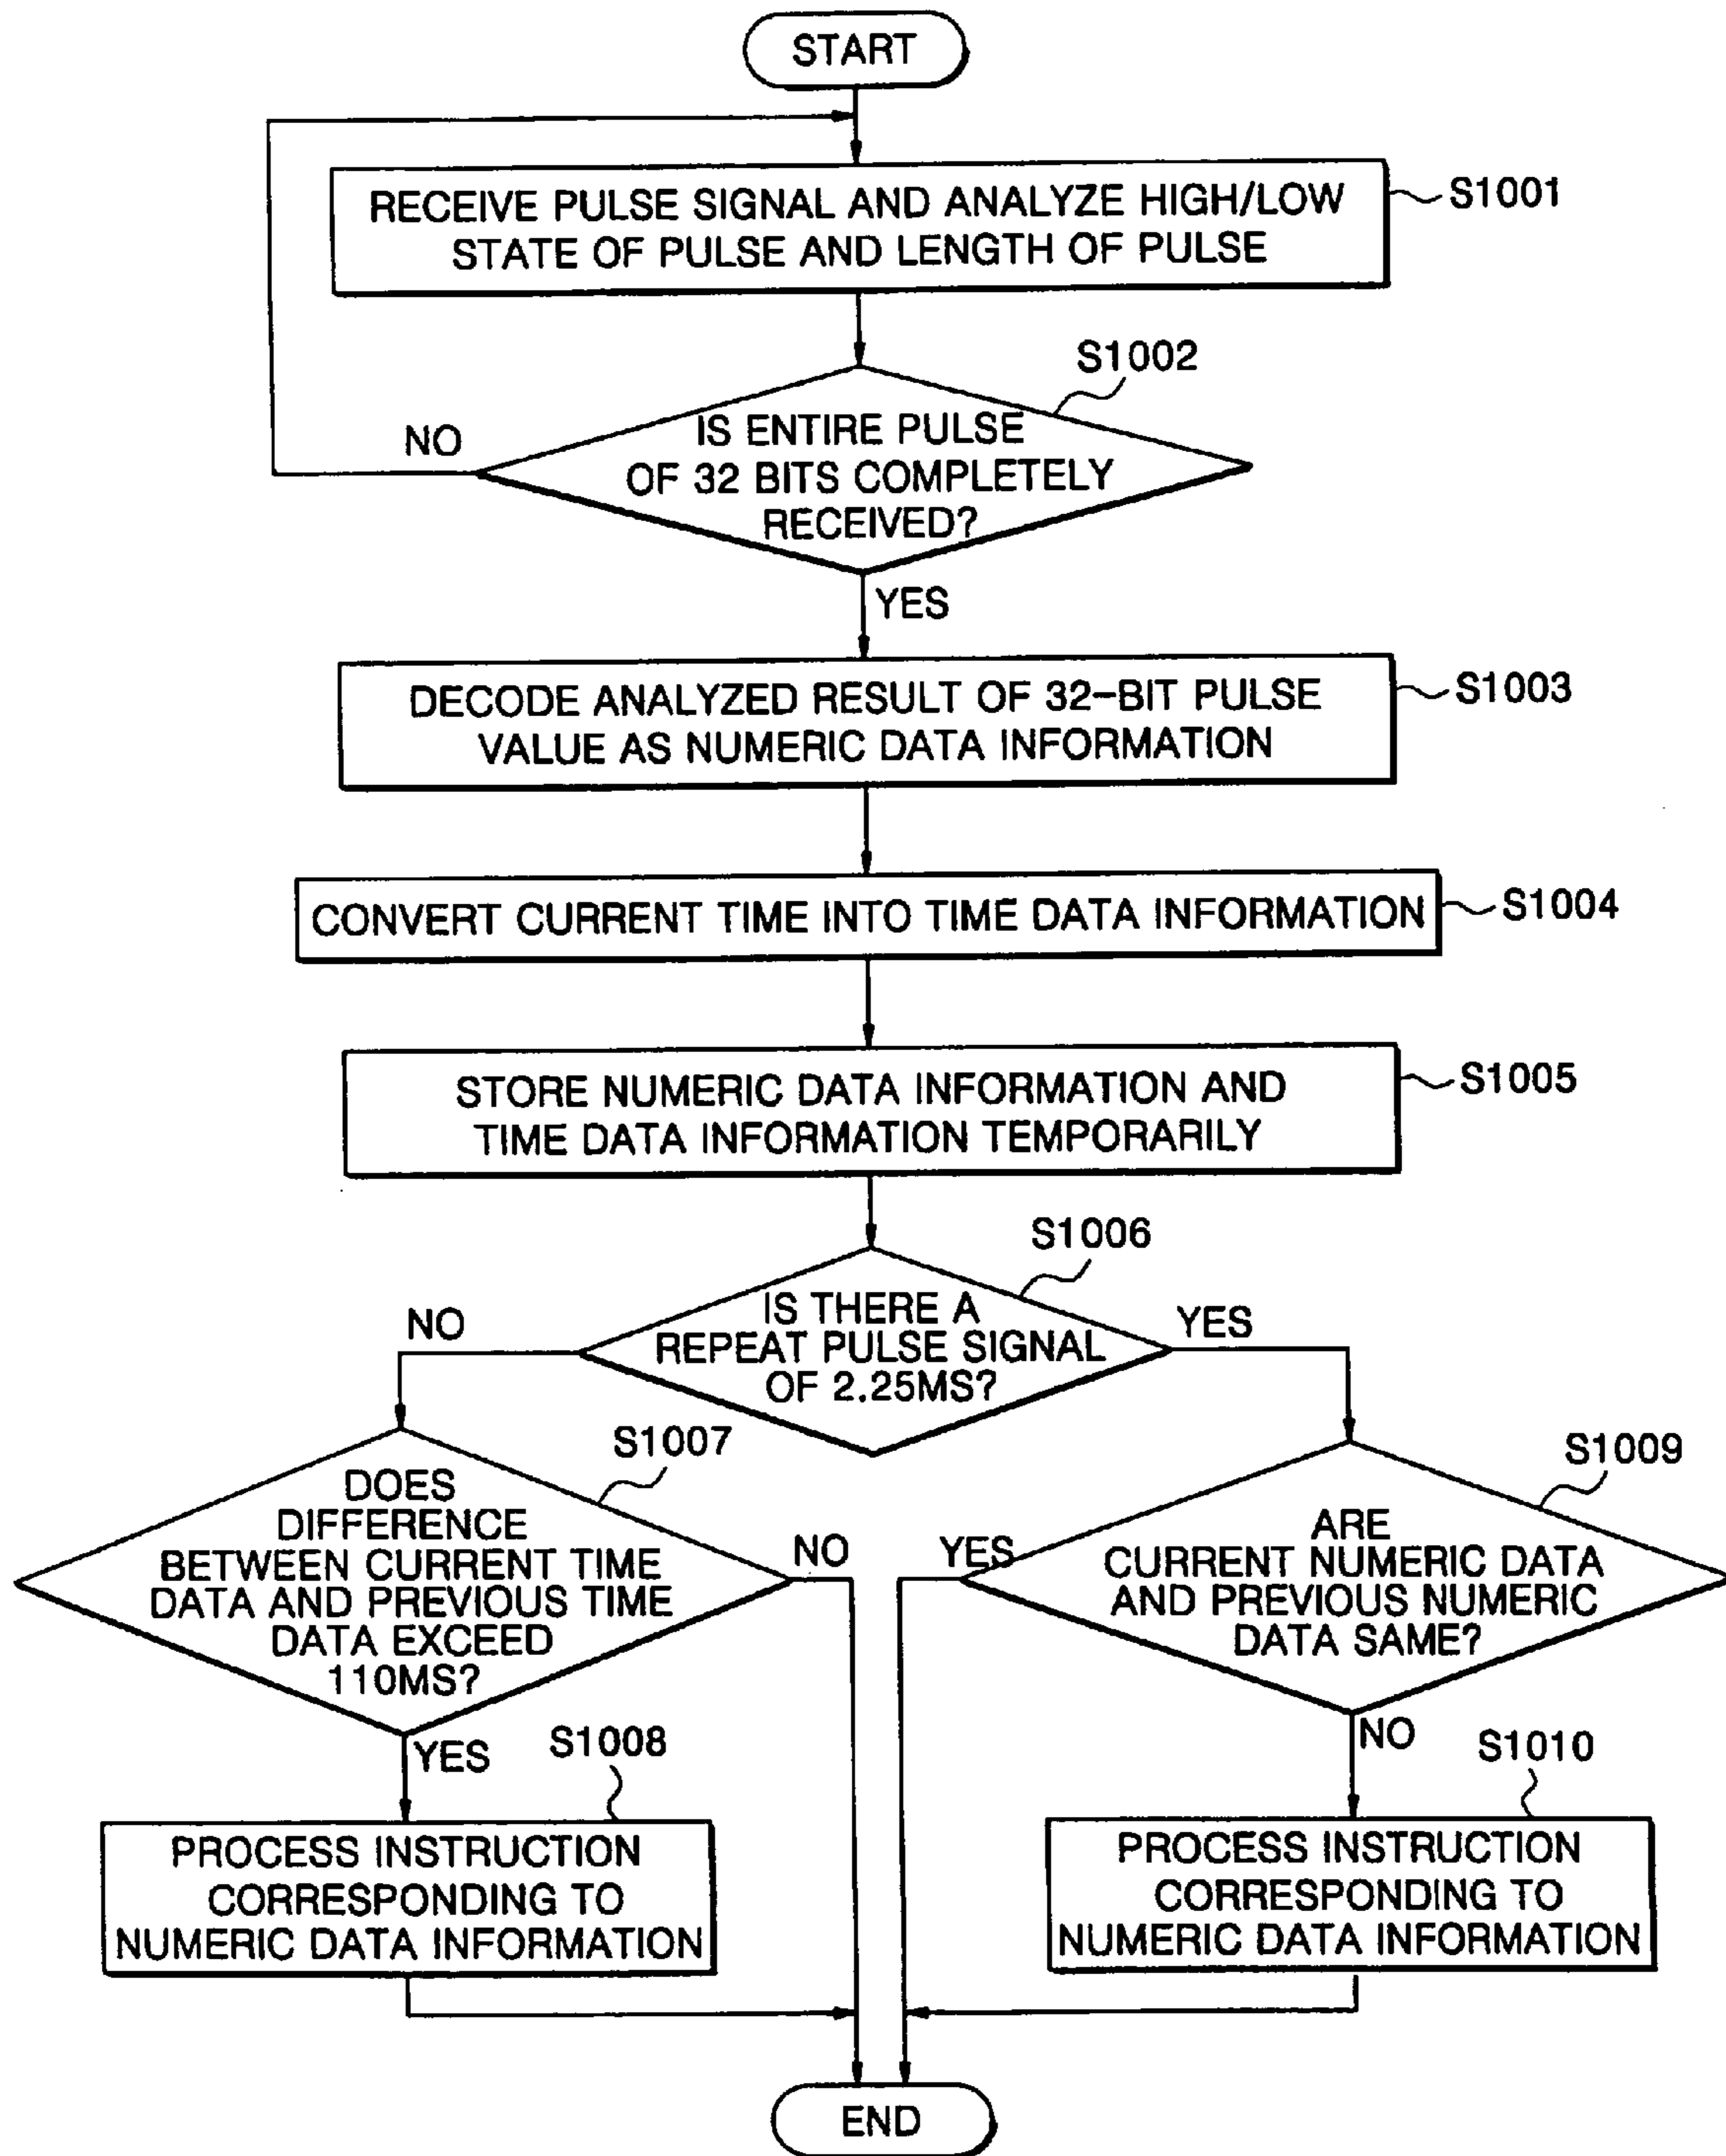 START
RECEIVE PULSE SIGNAL AND ANALYZE HIGH/LOW
STATE OF PULSE AND LENGTH OF PULSE
S1001
S1002
IS ENTIRE PULSE
OF 32 BITS COMPLETELY
RECEIVED?
NO
YES
DECODE ANALYZED RESULT OF 32-BIT PULSE
VALUE AS NUMERIC DATA INFORMATION
S1003
CONVERT CURRENT TIME INTO TIME DATA INFORMATION
S1004
STORE NUMERIC DATA INFORMATION AND
TIME DATA INFORMATION TEMPORARILY
S1005
S1006
IS THERE A
REPEAT PULSE SIGNAL
OF 2.25MS?
NO
YES
S1007
DOES
DIFFERENCE
BETWEEN CURRENT TIME
DATA AND PREVIOUS TIME
DATA EXCEED
110MS?
NO
YES
S1009
ARE
CURRENT NUMERIC DATA
AND PREVIOUS NUMERIC
DATA SAME?
YES
NO
S1008
PROCESS INSTRUCTION
CORRESPONDING TO
NUMERIC DATA INFORMATION
S1010
PROCESS INSTRUCTION
CORRESPONDING TO
NUMERIC DATA INFORMATION
END